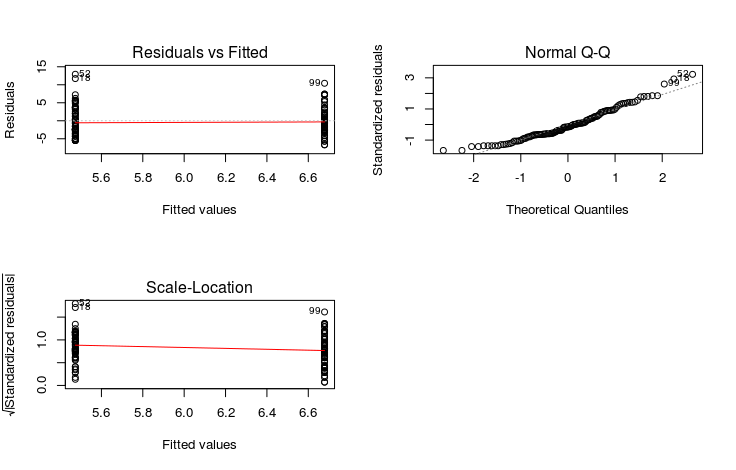 Residuals vs Fitted
Residuals
15
5
-5
52
18
99
5.6 5.8 6.0 6.2 6.4 6.6
Fitted values
Normal Q-Q
Standardized residuals
3
1
-1
52
18
99
-2 -1 0 1 2
Theoretical Quantiles
Scale-Location
√|Standardized residuals|
1.0
0.0
52
18
99
5.6 5.8 6.0 6.2 6.4 6.6
Fitted values